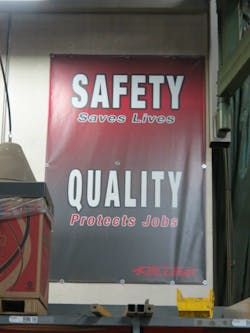 SAFETY
Saves Lives
QUALITY
Protects Jobs